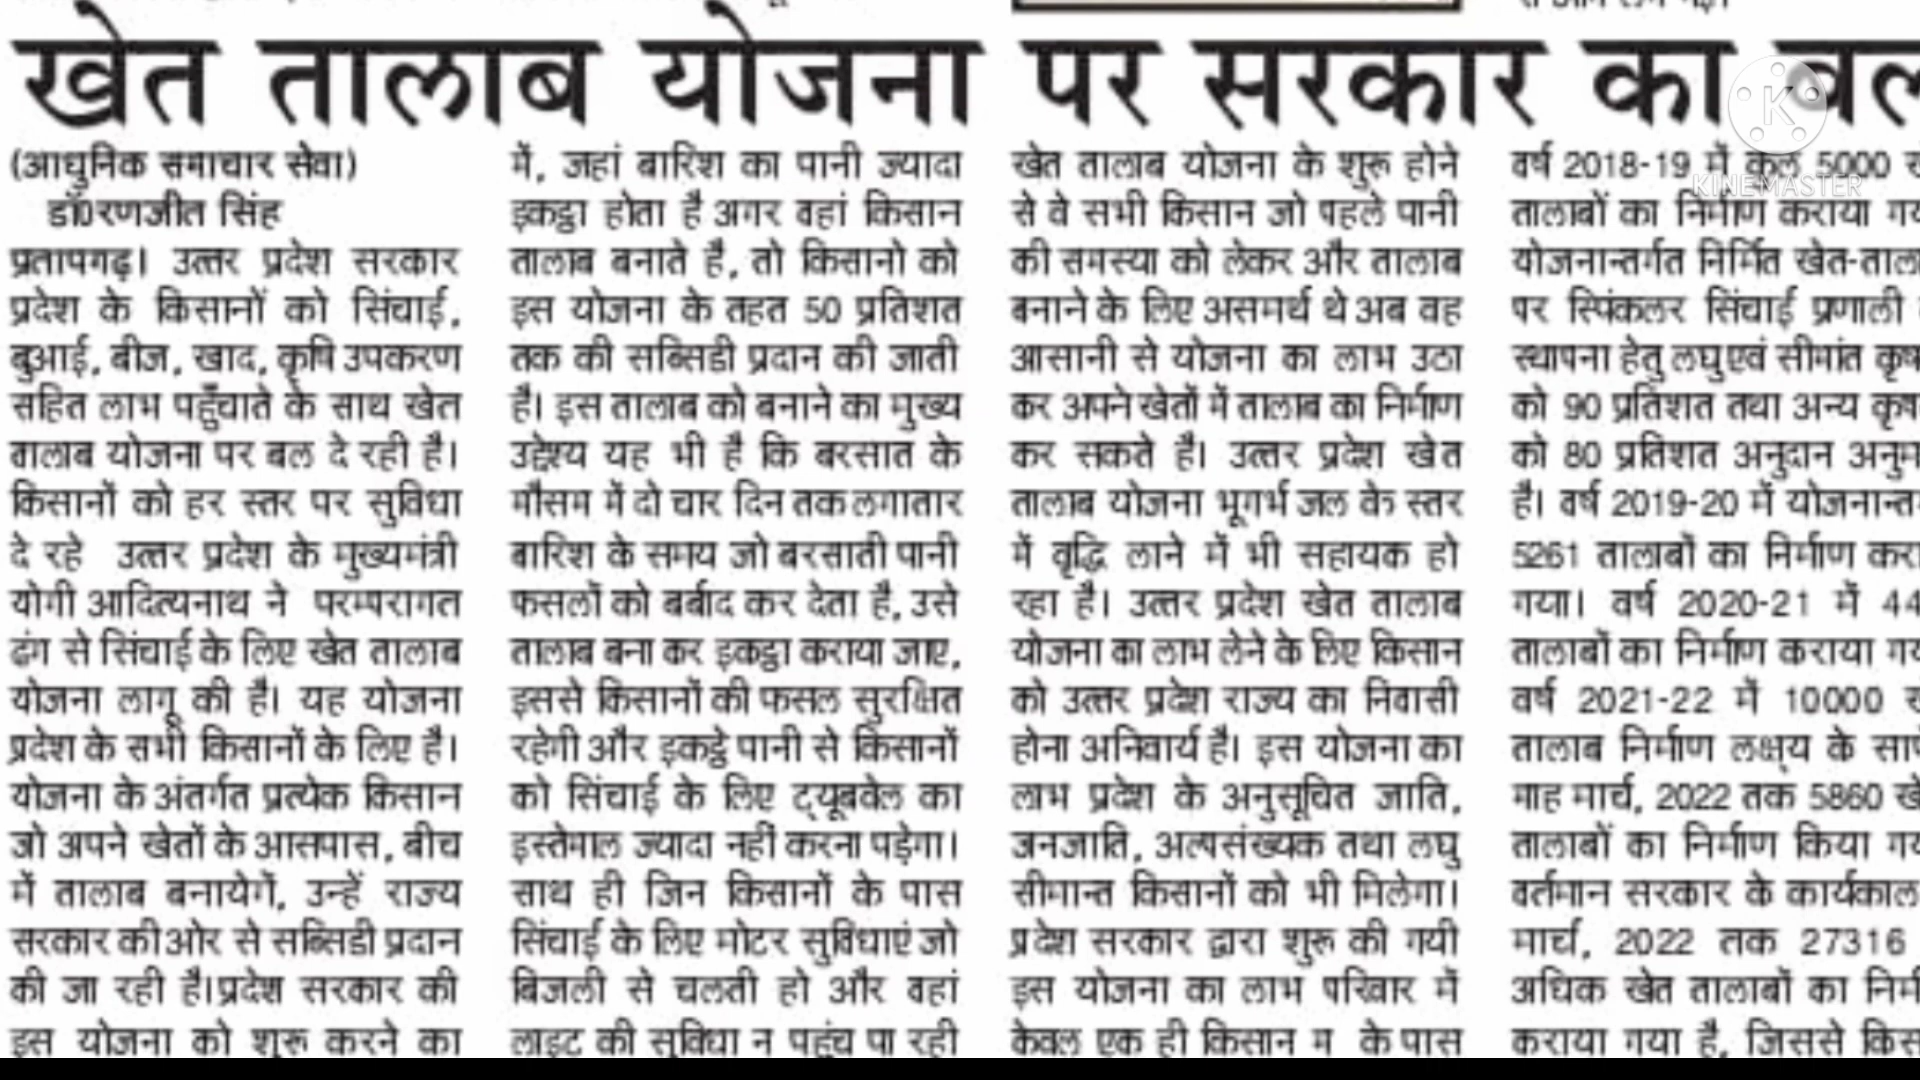 खेत तालाब योजना पर सरकार का बल
(आधुनिक समाचार सेवा)
डॉ0रणजीत सिंह
प्रतापगढ़। उत्तर प्रदेश सरकार
प्रदेश के किसानों को सिंचाई,
बुआई, बीज, खाद, कृषि उपकरण
सहित लाभ पहुँचाते के साथ खेत
तालाब योजना पर बल दे रही है।
किसानों को हर स्तर पर सुविधा
दे रहे उत्तर प्रदेश के मुख्यमंत्री
योगी आदित्यनाथ ने परम्परागत
ढंग से सिंचाई के लिए खेत तालाब
योजना लागू की है। यह योजना
प्रदेश के सभी किसानों के लिए है।
योजना के अंतर्गत प्रत्येक किसान
जो अपने खेतों के आसपास, बीच
में तालाब बनायेगें, उन्हें राज्य
सरकार की ओर से सब्सिडी प्रदान
की जा रही है।प्रदेश सरकार की
इस योजना को शुरू करने का
में, जहां बारिश का पानी ज्यादा
इकट्ठा होता है अगर वहां किसान
तालाब बनाते है, तो किसानो को
इस योजना के तहत 50 प्रतिशत
तक की सब्सिडी प्रदान की जाती
है। इस तालाब को बनाने का मुख्य
उद्देश्य यह भी है कि बरसात के
मौसम में दो चार दिन तक लगातार
बारिश के समय जो बरसाती पानी
फसलों को बर्बाद कर देता है, उसे
तालाब बना कर इकट्ठा कराया जाए,
इससे किसानों की फसल सुरक्षित
रहेगी और इकट्ठे पानी से किसानों
को सिंचाई के लिए ट्यूबवेल का
इस्तेमाल ज्यादा नहीं करना पड़ेगा।
साथ ही जिन किसानों के पास
सिंचाई के लिए मोटर सुविधाएं जो
बिजली से चलती हो और वहां
लाइट की सुविधा न पहुंच पा रही
खेत तालाब योजना के शुरू होने
से वे सभी किसान जो पहले पानी
की समस्या को लेकर और तालाब
बनाने के लिए असमर्थ थे अब वह
आसानी से योजना का लाभ उठा
कर अपने खेतों में तालाब का निर्माण
कर सकते है। उत्तर प्रदेश खेत
तालाब योजना भूगर्भ जल के स्तर
में वृद्धि लाने में भी सहायक हो
रहा है। उत्तर प्रदेश खेत तालाब
योजना का लाभ लेने के लिए किसान
को उत्तर प्रदेश राज्य का निवासी
होना अनिवार्य है। इस योजना का
लाभ प्रदेश के अनुसूचित जाति,
जनजाति, अल्पसंख्यक तथा लघु
सीमान्त किसानों को भी मिलेगा।
प्रदेश सरकार द्वारा शुरू की गयी
इस योजना का लाभ परिवार में
केवल एक ही किसान म के पास
वर्ष 2018-19 में कुल 5000
तालाबों का निर्माण कराया
योजनान्तर्गत निर्मित
पर स्पिंकलर सिंचाई प्रणाली
स्थापना हेतु लघु एवं सीमांत
को 90 प्रतिशत तथा अन्य
को 80 प्रतिशत अनुदान
है। वर्ष 2019-20 में
5261 तालाबों का निर्माण
गया। वर्ष 2020-21 में
तालाबों का निर्माण कराया
वर्ष 2021-22 में 10000
तालाब निर्माण लक्ष्य के
माह मार्च, 2022 तक 5860
तालाबों का निर्माण किया
वर्तमान सरकार के कार्यकाल
मार्च, 2022 तक 27316
अधिक खेत तालाबों का
कराया गया है, जिससे
KINEMASTER